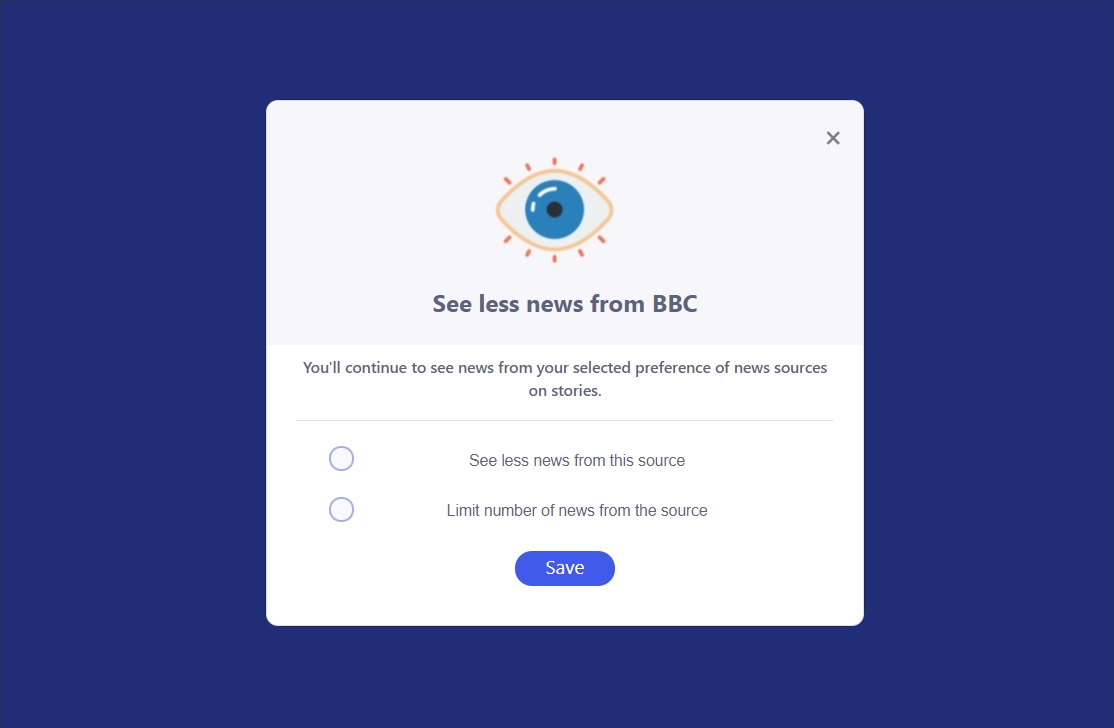 See less news from BBC
You'll continue to see news from your selected preference of news sources
on stories.
See less news from this source
Limit number of news from the source
Save